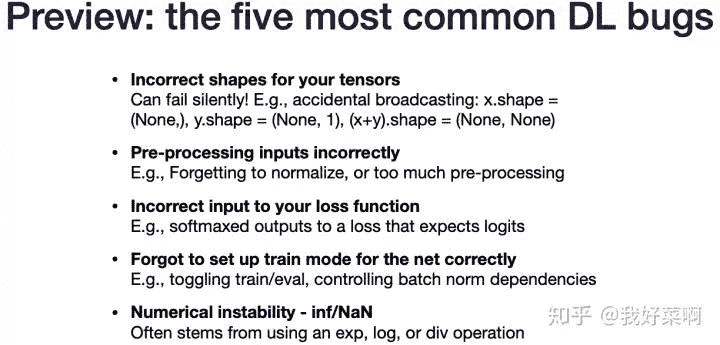 Preview: the five most common DL bugs
• Incorrect shapes for your tensors
Can fail silently! E.g., accidental broadcasting: x.shape =
(None,), y.shape = (None, 1), (x+y).shape = (None, None)
• Pre-processing inputs incorrectly
E.g., Forgetting to normalize, or too much pre-processing
• Incorrect input to your loss function
E.g., softmaxed outputs to a loss that expects logits
• Forgot to set up train mode for the net correctly
E.g., toggling train/eval, controlling batch norm dependencies
• Numerical instability - inf/NaN
Often stems from using an exp, log, or div operation
知乎 @我好菜啊